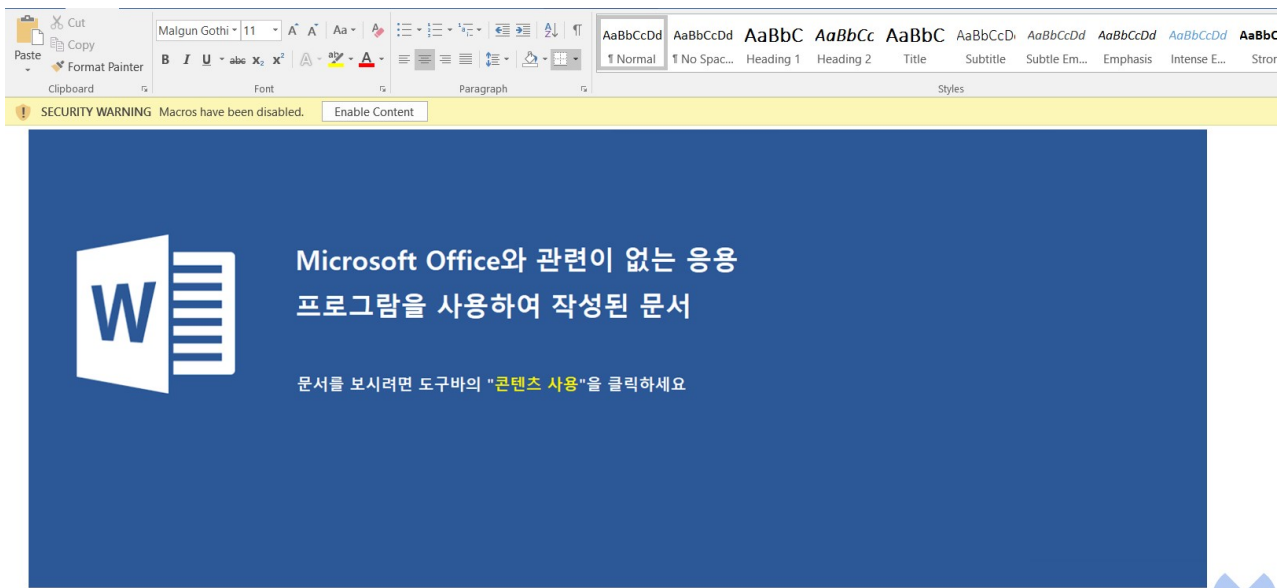 Cut
Copy
Paste
Format Painter
Clipboard
Malgun Gothi 11 A A Aa
B I U abc x₂ x² A aby A
Font
Paragraph
AaBbCcDd AaBbCcDd AaBbC AaBbCc AaBbC AaBbCcD AaBbCcDd AaBbCcDd AaBbCcDd AaBbC
¶ Normal ¶ No Spac... Heading 1 Heading 2 Title Subtitle Subtle Em... Emphasis Intense E... Stron
Styles
SECURITY WARNING Macros have been disabled. Enable Content
W
Microsoft Office와 관련이 없는 응용
프로그람을 사용하여 작성된 문서
문서를 보시려면 도구바의 "콘텐츠 사용"을 클릭하세요